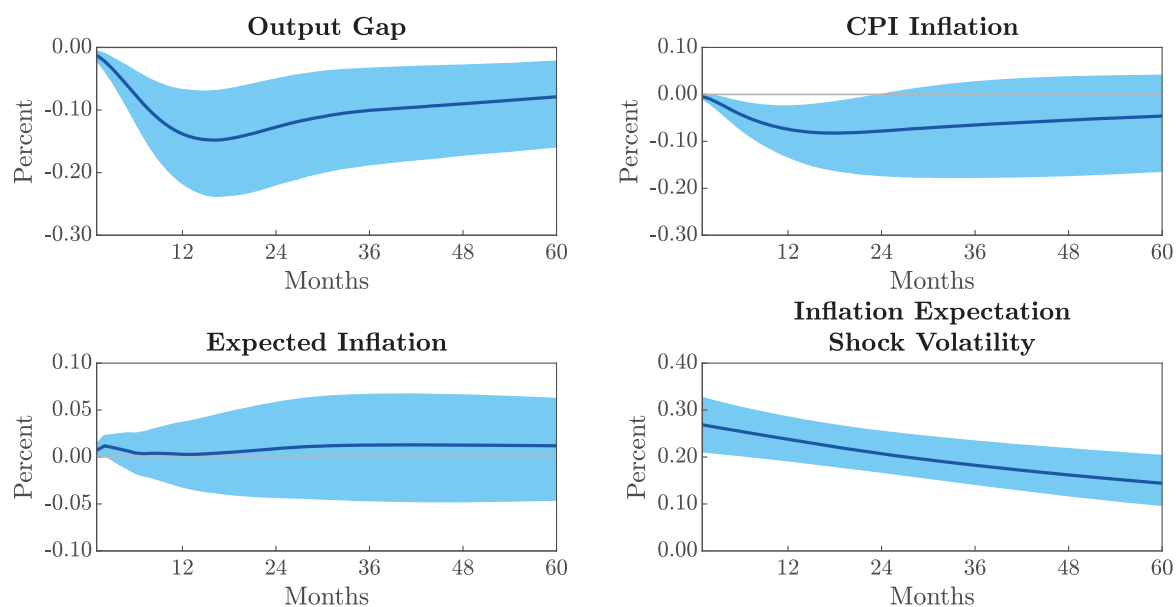 Output Gap
Percent
0.00
-0.10
-0.20
-0.30
12 24 36 48 60
Months
CPI Inflation
Percent
0.10
0.00
-0.10
-0.20
-0.30
12 24 36 48 60
Months
Expected Inflation
Percent
0.10
0.05
0.00
-0.05
-0.10
12 24 36 48 60
Months
Inflation Expectation
Shock Volatility
Percent
0.40
0.30
0.20
0.10
0.00
12 24 36 48 60
Months